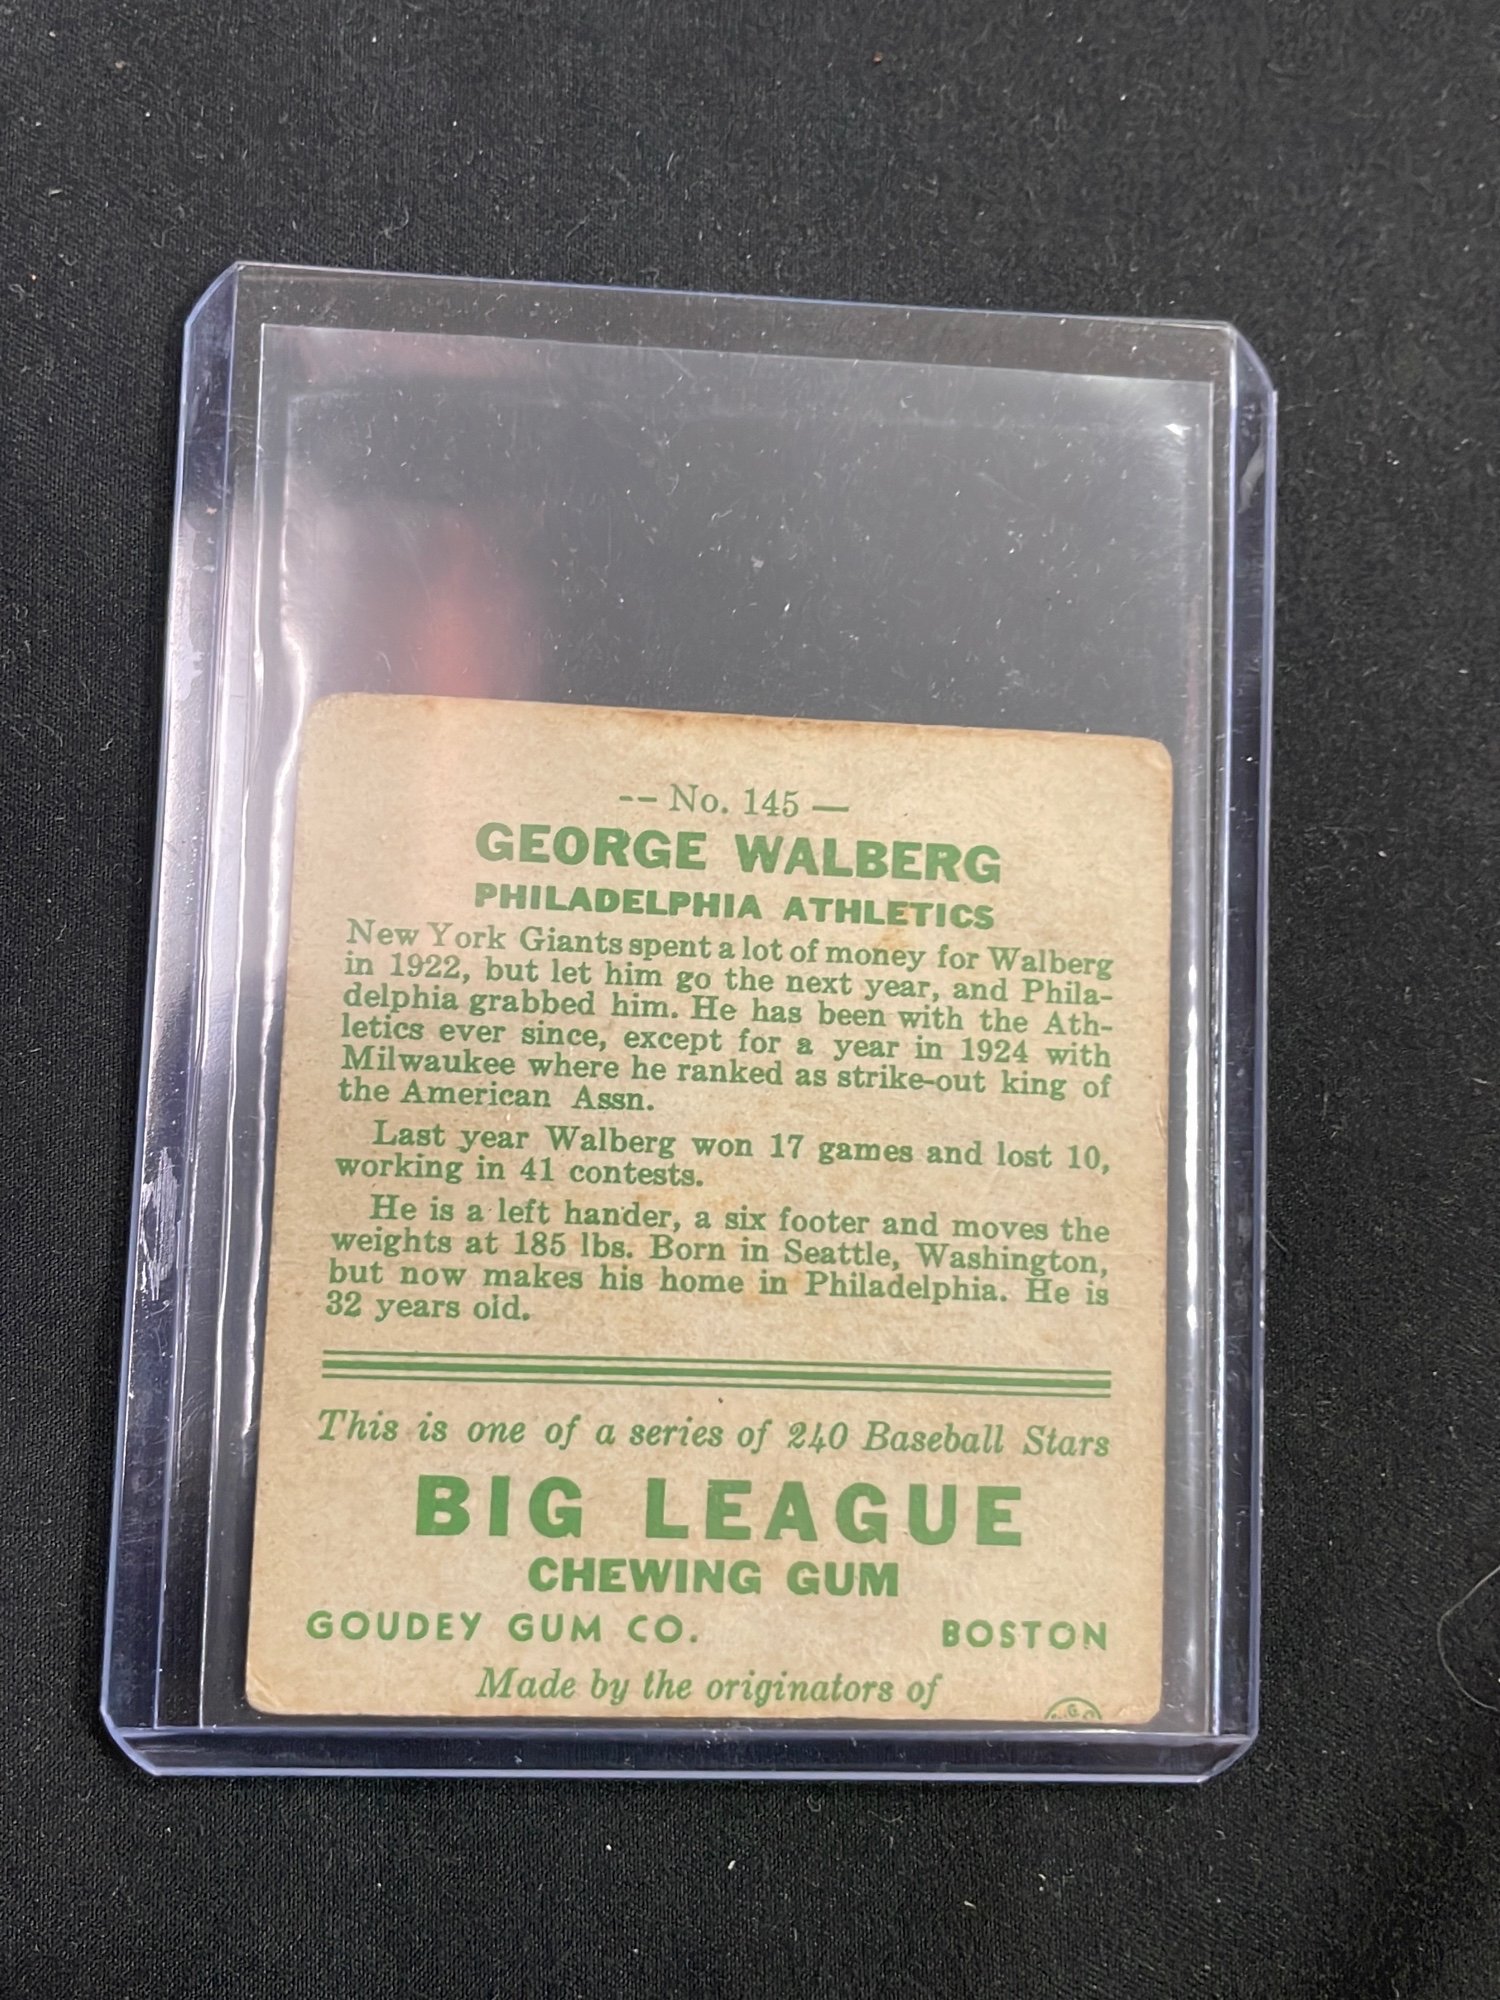 -- No. 145 —
GEORGE WALBERG
PHILADELPHIA ATHLETICS
New York Giants spent a lot of money for Walberg
in 1922, but let him go the next year, and Phila-
delphia grabbed him. He has been with the Ath-
letics ever since, except for a year in 1924 with
Milwaukee where he ranked as strike-out king of
the American Assn.
Last year Walberg won 17 games and lost 10,
working in 41 contests.
He is a left hander, a six footer and moves the
weights at 185 lbs. Born in Seattle, Washington,
but now makes his home in Philadelphia. He is
32 years old.
This is one of a series of 240 Baseball Stars
BIG LEAGUE
CHEWING GUM
GOUDEY GUM CO. BOSTON
Made by the originators of